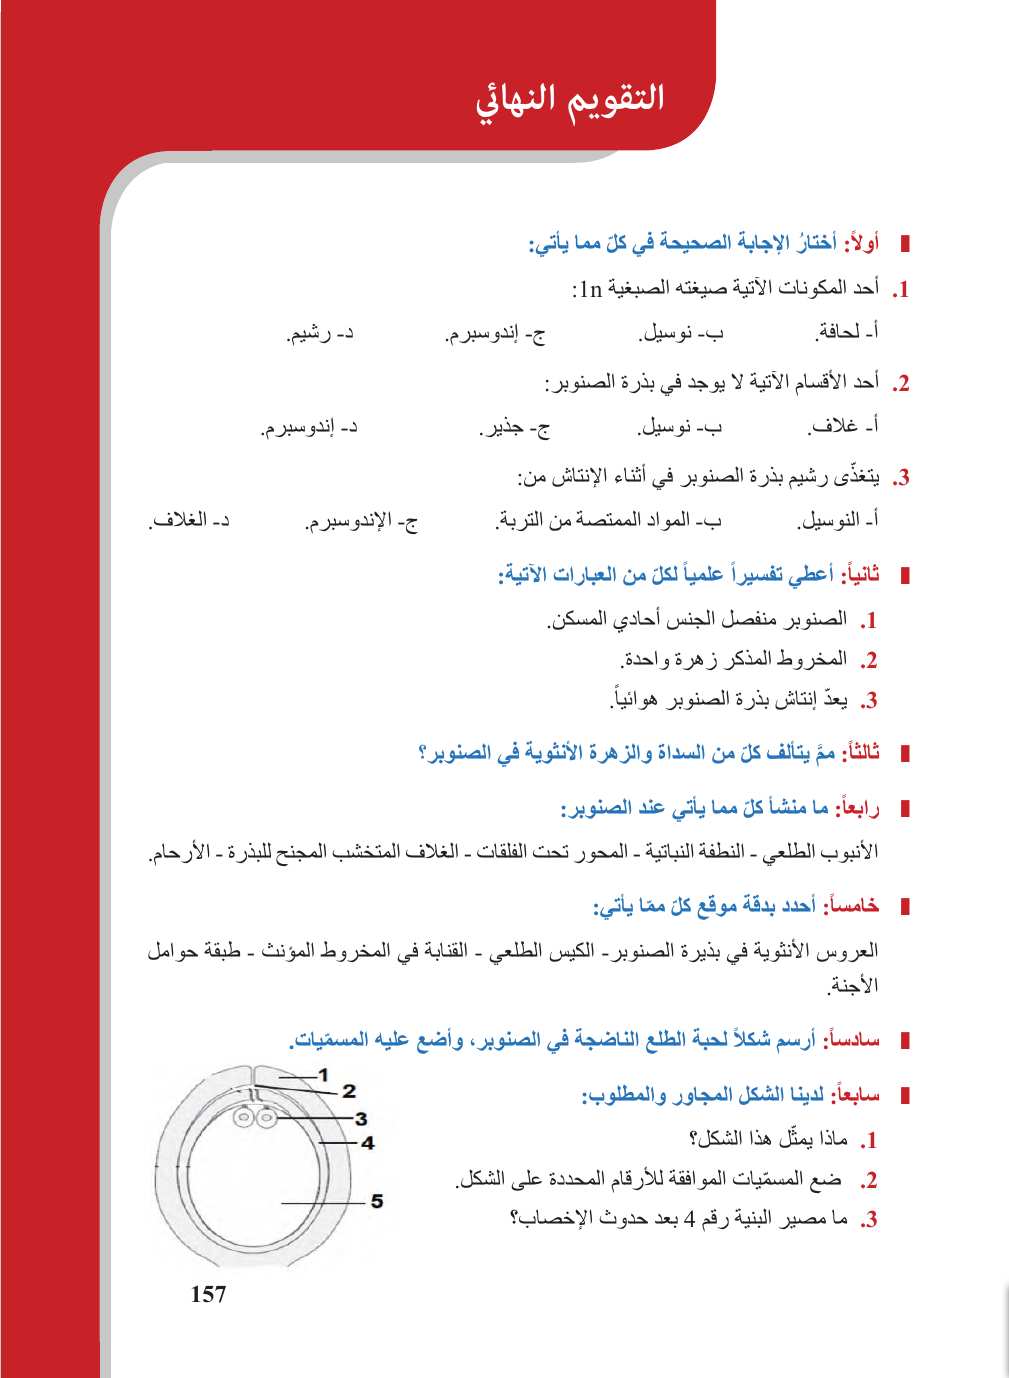 التقويم النهائي
أولاً: أختارُ الإجابة الصحيحة في كلّ مما يأتي:
1. أحد المكونات الآتية صيغته الصبغية 1n:
أ- لحافة. ب- نوسيل. ج- إندوسبرم. د- رشيم.
2. أحد الأقسام الآتية لا يوجد في بذرة الصنوبر:
أ- غلاف. ب- نوسيل. ج- جذير. د- إندوسبرم.
3. يتغذّى رشيم بذرة الصنوبر في أثناء الإنتاش من:
أ- النوسيل. ب- المواد الممتصة من التربة. ج- الإندوسبرم. د- الغلاف.
ثانياً: أعطي تفسيراً علمياً لكلّ من العبارات الآتية:
1. الصنوبر منفصل الجنس أحادي المسكن.
2. المخروط المذكر زهرة واحدة.
3. يعدّ إنتاش بذرة الصنوبر هوائياً.
ثالثاً: ممَّ يتألف كلّ من السداة والزهرة الأنثوية في الصنوبر؟
رابعاً: ما منشأ كلّ مما يأتي عند الصنوبر:
الأنبوب الطلعي - النطفة النباتية - المحور تحت الفلقات - الغلاف المتخشب المجنح للبذرة - الأرحام.
خامساً: أحدد بدقة موقع كلّ ممّا يأتي:
العروس الأنثوية في بذيرة الصنوبر- الكيس الطلعي - القنابة في المخروط المؤنث - طبقة حوامل
الأجنة.
سادساً: أرسم شكلاً لحبة الطلع الناضجة في الصنوبر، وأضع عليه المسمّيات.
سابعاً: لدينا الشكل المجاور والمطلوب:
1. ماذا يمثّل هذا الشكل؟
2. ضع المسمّيات الموافقة للأرقام المحددة على الشكل.
3. ما مصير البنية رقم 4 بعد حدوث الإخصاب؟
1
2
3
4
5
157